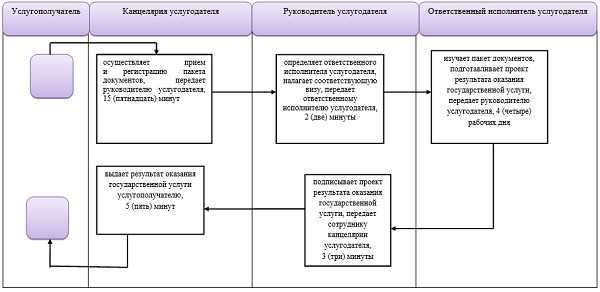 Услугополучатель
Канцелярия услугодателя
Руководитель услугодателя
Ответственный исполнитель услугодателя
осуществляет прием
и регистрацию пакета
документов, передает
руководителю услугодателя,
15 (пятнадцать) минут
определяет ответственного
исполнителя услугодателя,
налагает соответствующую
визу, передает
ответственному
исполнителю услугодателя,
2 (две) минуты
изучает пакет документов,
подготавливает проект
результата оказания
государственной услуги,
передает руководителю
услугодателя, 4 (четыре)
рабочих дня
выдает результат оказания
государственной услуги
услугополучателю,
5 (пять) минут
подписывает проект
результата оказания
государственной
услуги, передает
сотруднику
канцелярии
услугодателя,
3 (три) минуты